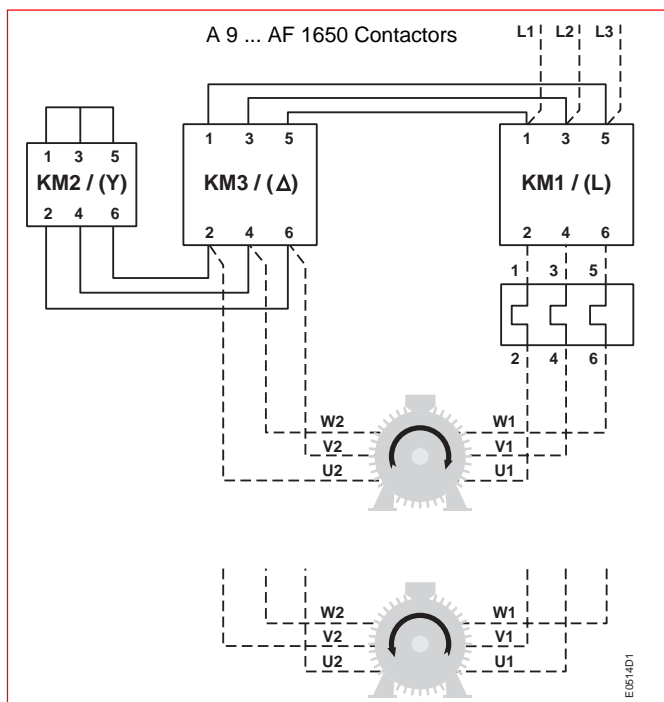 A 9 ... AF 1650 Contactors
L1 L2 L3
1 3 5
KM2 / (Y)
2 4 6
1 3 5
KM3 / (Δ)
2 4 6
1 3 5
KM1 / (L)
2 4 6
1 3 5
2 4 6
W2 W1
V2 V1
U2 U1
W2 W1
V2 V1
U2 U1
E0514D1